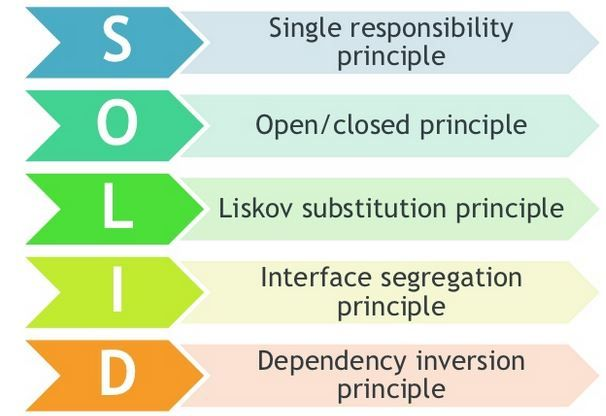 S
Single responsibility
principle
O
Open/closed principle
L
Liskov substitution principle
I
Interface segregation
principle
D
Dependency inversion
principle